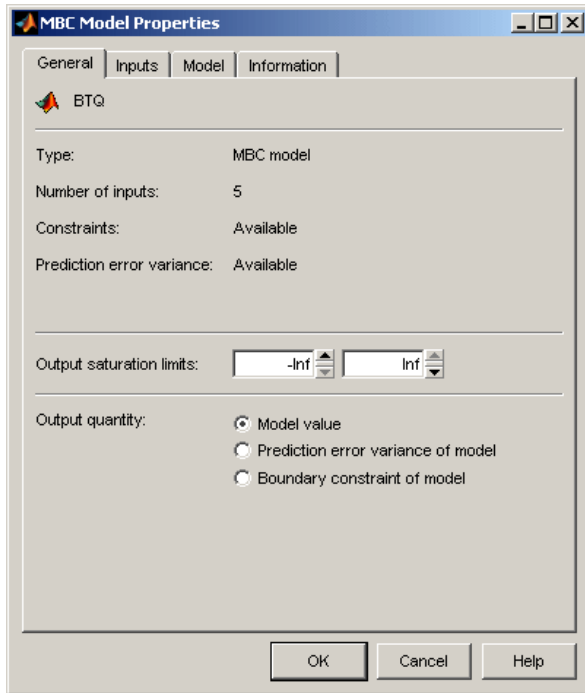 MBC Model Properties
General Inputs Model Information
BTQ
Type: MBC model
Number of inputs: 5
Constraints: Available
Prediction error variance: Available
Output saturation limits: -Inf Inf
Output quantity: Model value
Prediction error variance of model
Boundary constraint of model
OK Cancel Help